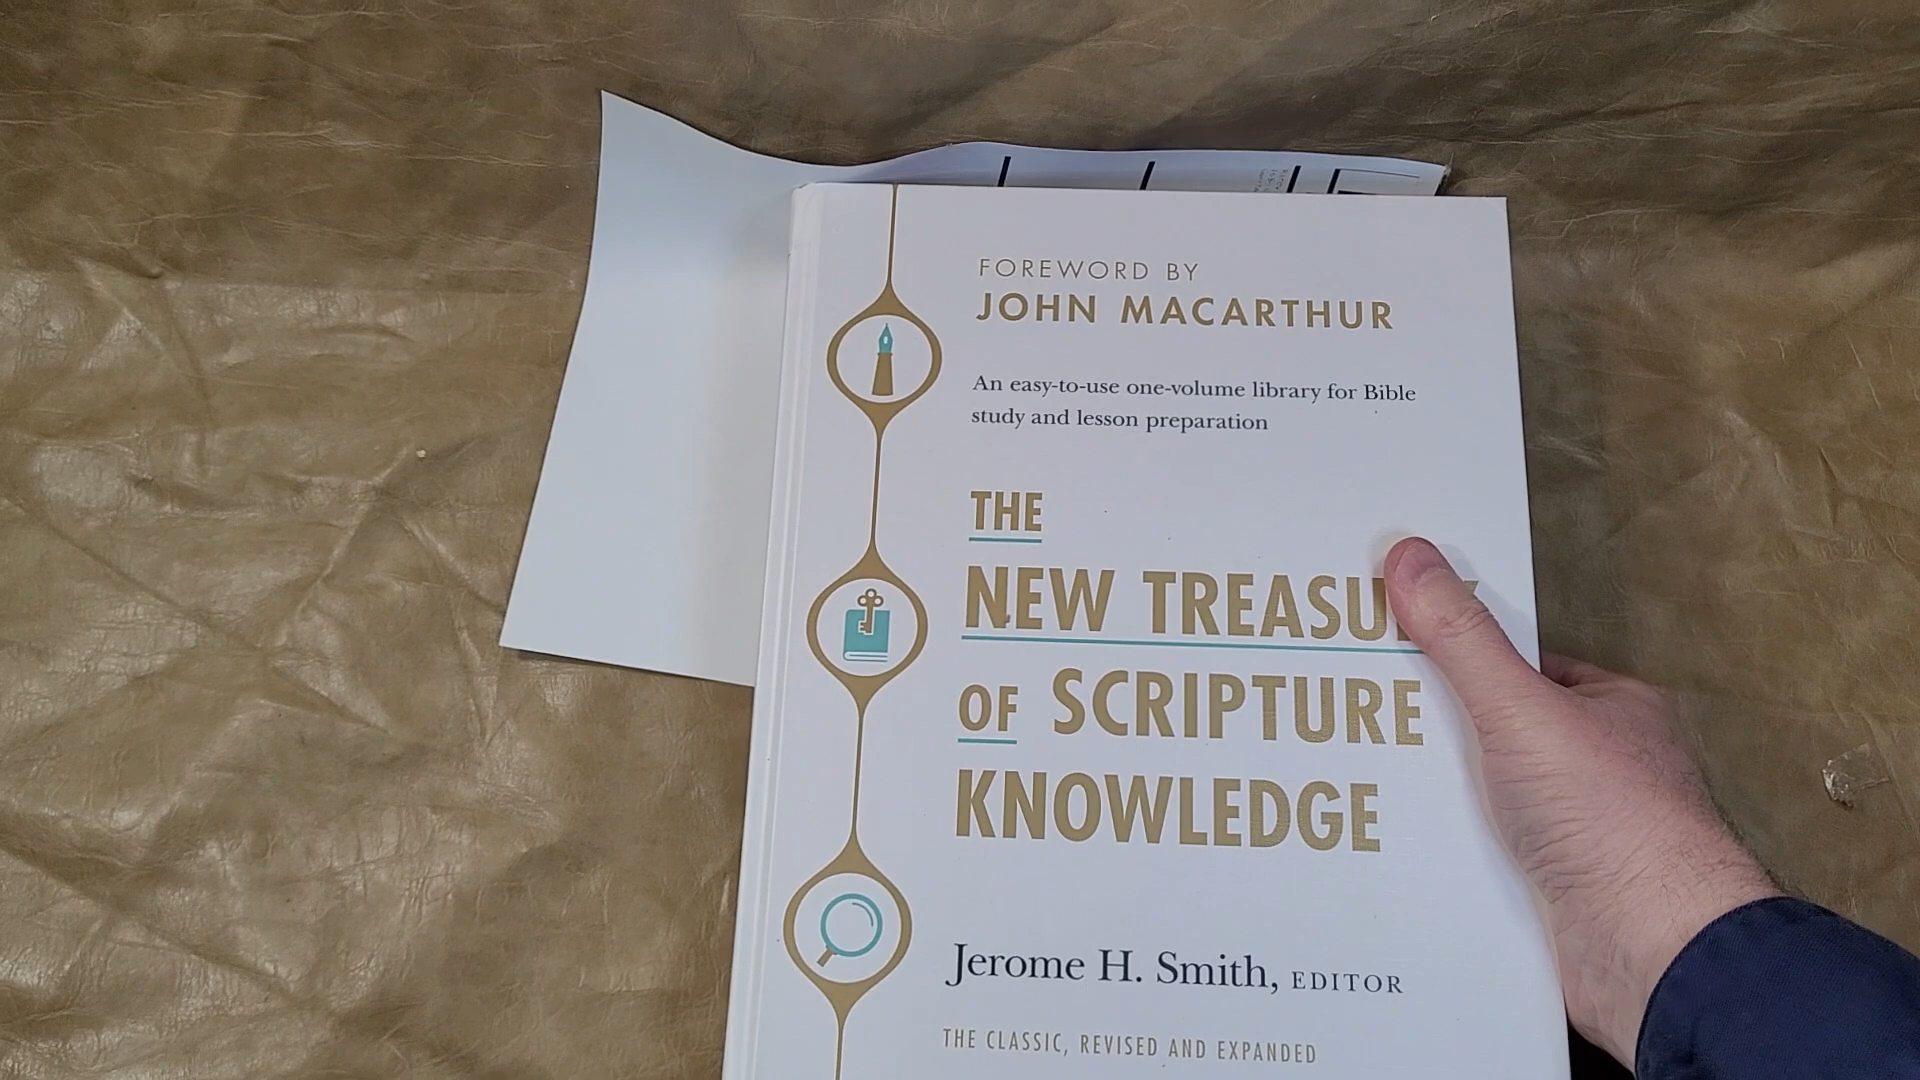 FOREWORD BY
JOHN MACARTHUR
An easy-to-use one-volume library for Bible
study and lesson preparation
THE
NEW
OF SCRIPTURE
KNOWLEDGE
Jerome H. Smith, EDITOR
THE CLASSIC, REVISED AND EXPANDED